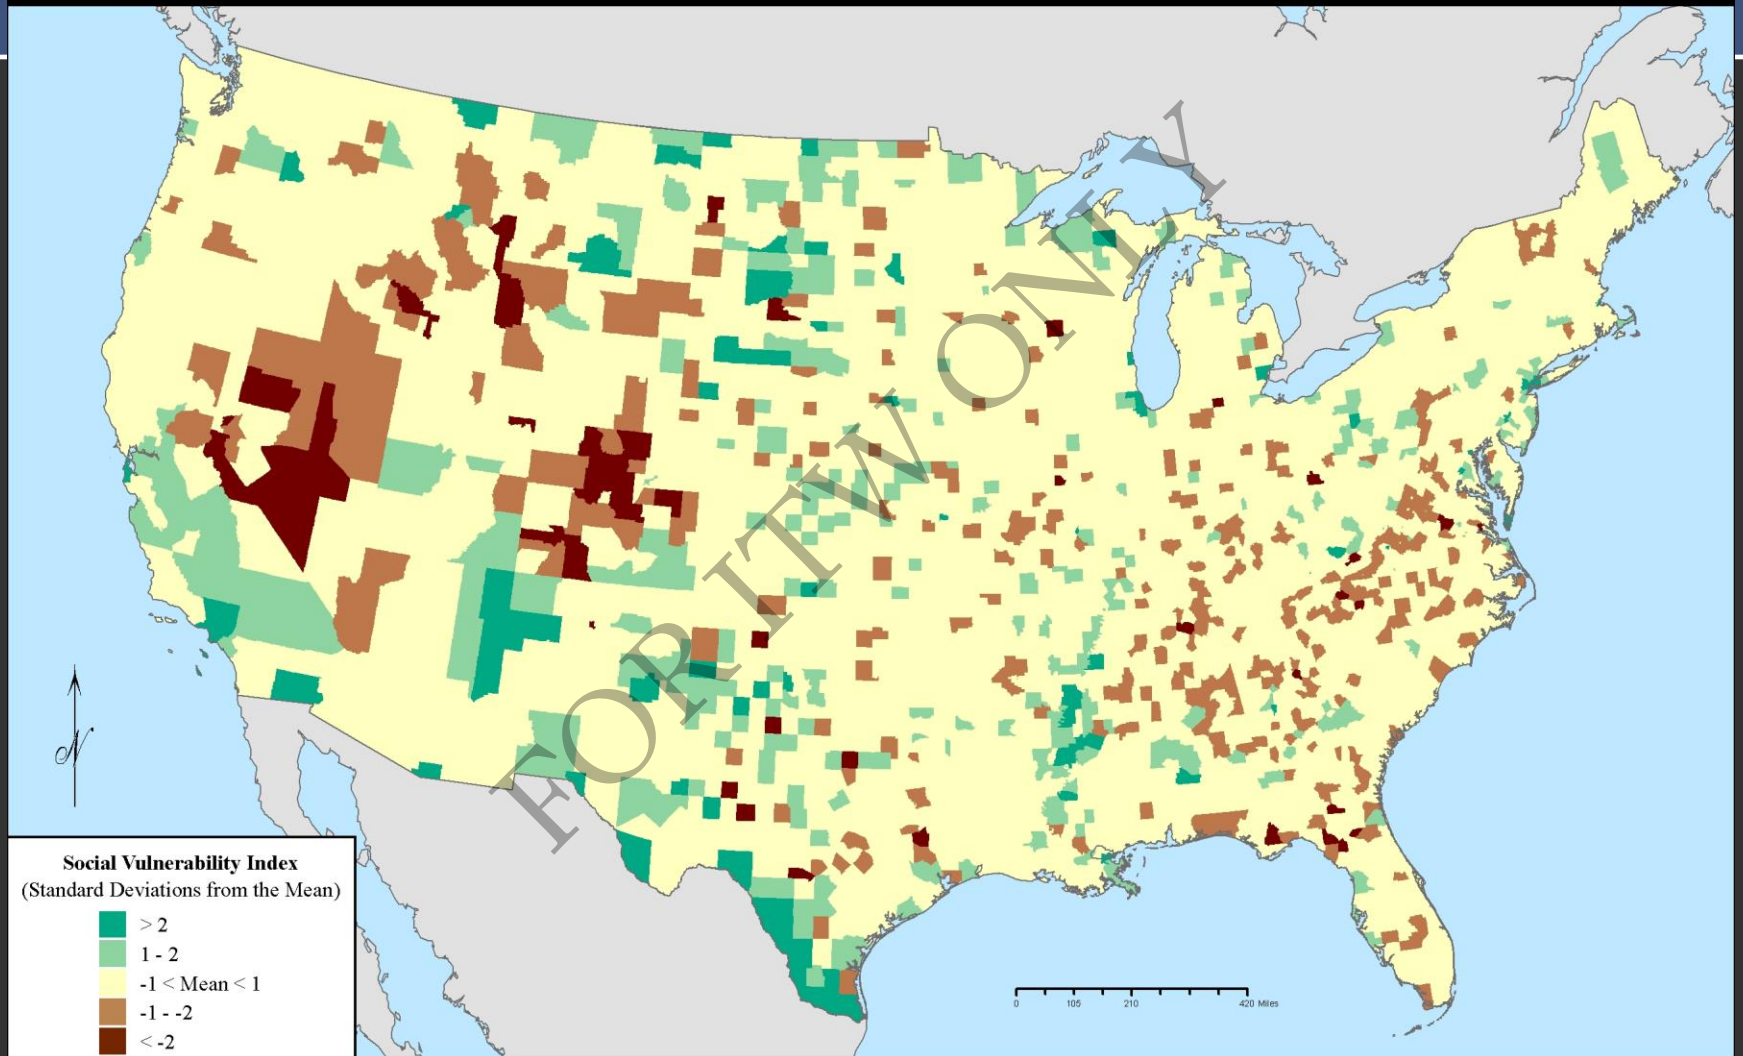 FOR ITW ONLY
N
Social Vulnerability Index
(Standard Deviations from the Mean)
> 2
1 - 2
-1 < Mean < 1
-1 - -2
< -2
0 105 210 420 Miles